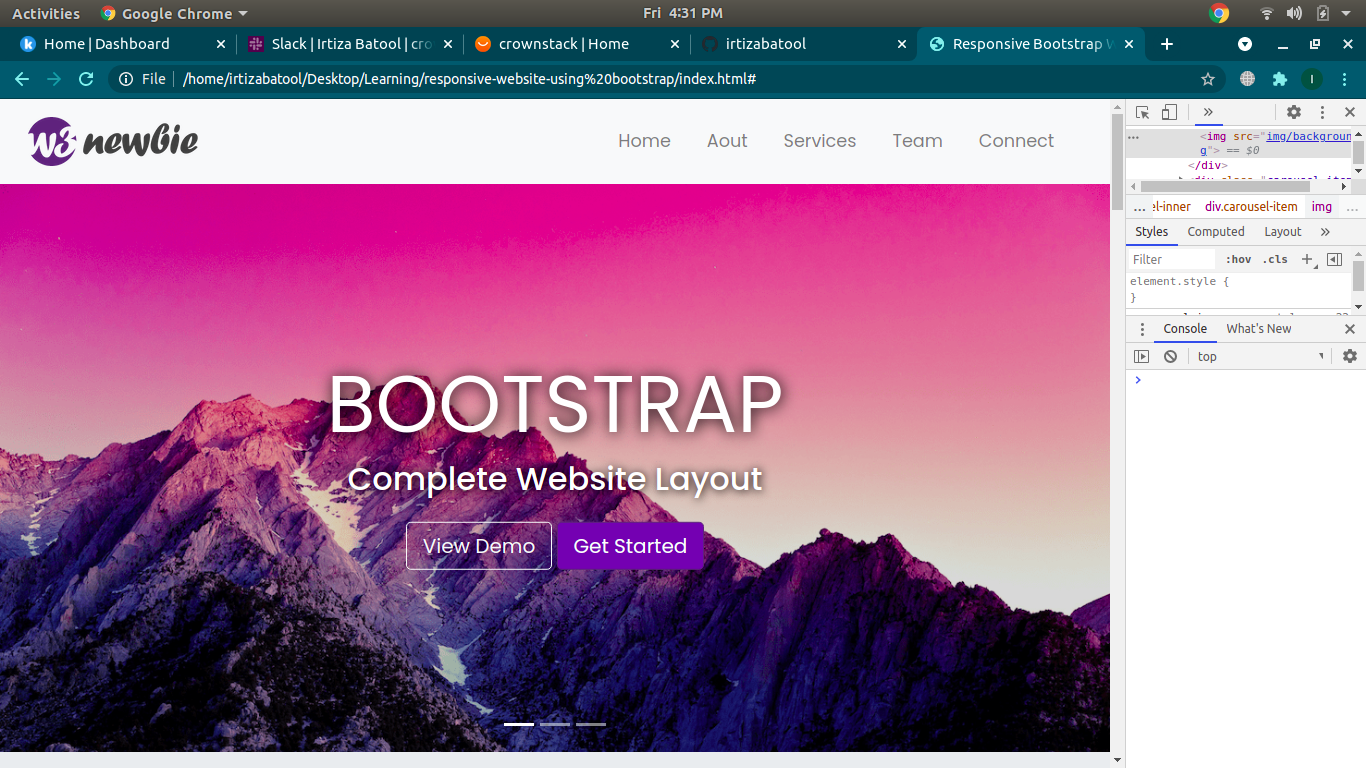 Activities Google Chrome Fri 4:31 PM
Home | Dashboard Slack | Irtiza Batool | cro crownstack | Home irtizabatool Responsive Bootstrap W
File /home/irtizabatool/Desktop/Learning/responsive-website-using%20bootstrap/index.html# I
W3 newbie Home Aout Services Team Connect
BOOTSTRAP
Complete Website Layout
View Demo Get Started
… <img src="img/backgroun
g"> == $0
</div>
… el-inner div.carousel-item img …
Styles Computed Layout »
Filter :hov .cls +
element.style {
}
Console What's New
top